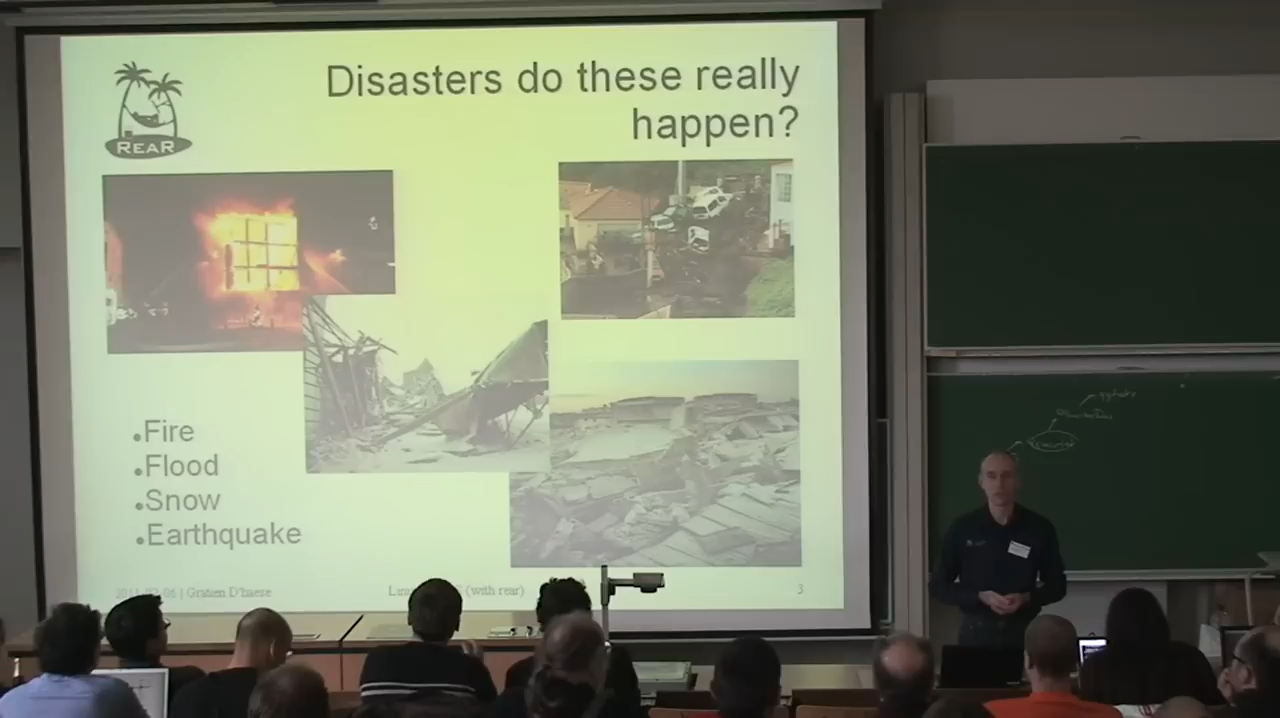 Disasters do these really
happen?
REAR
Fire
Flood
Snow
Earthquake
| Gratien D'haese
(with rear)
3